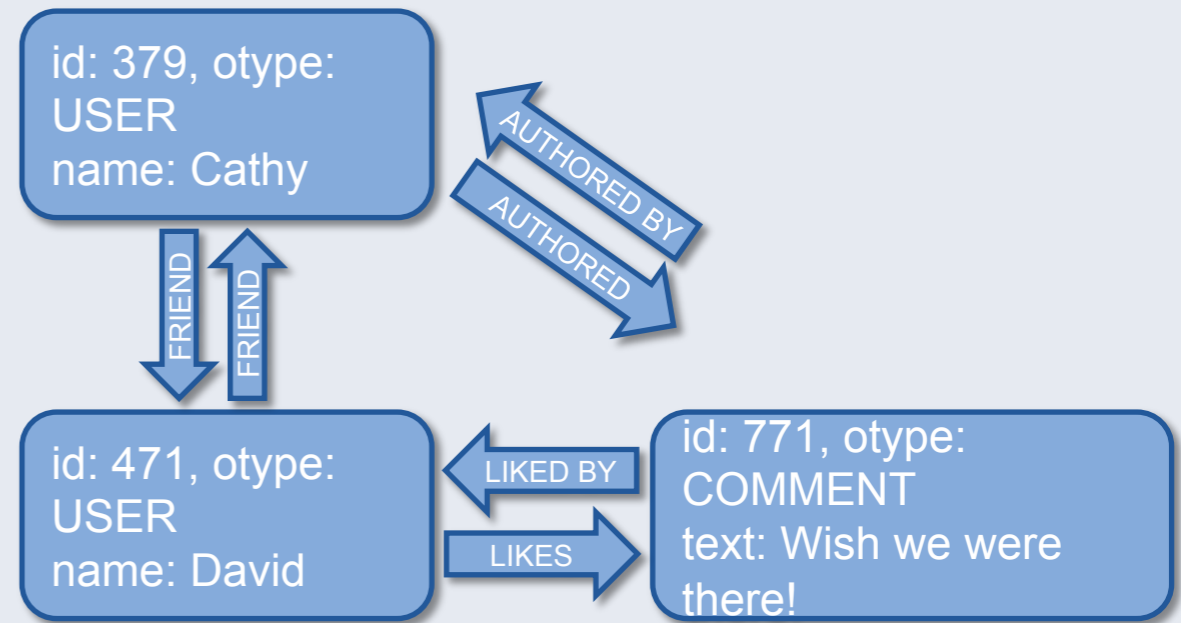 id: 379, otype:
USER
name: Cathy
AUTHORED BY
AUTHORED
FRIEND
FRIEND
id: 471, otype:
USER
name: David
LIKED BY
LIKES
id: 771, otype:
COMMENT
text: Wish we were
there!